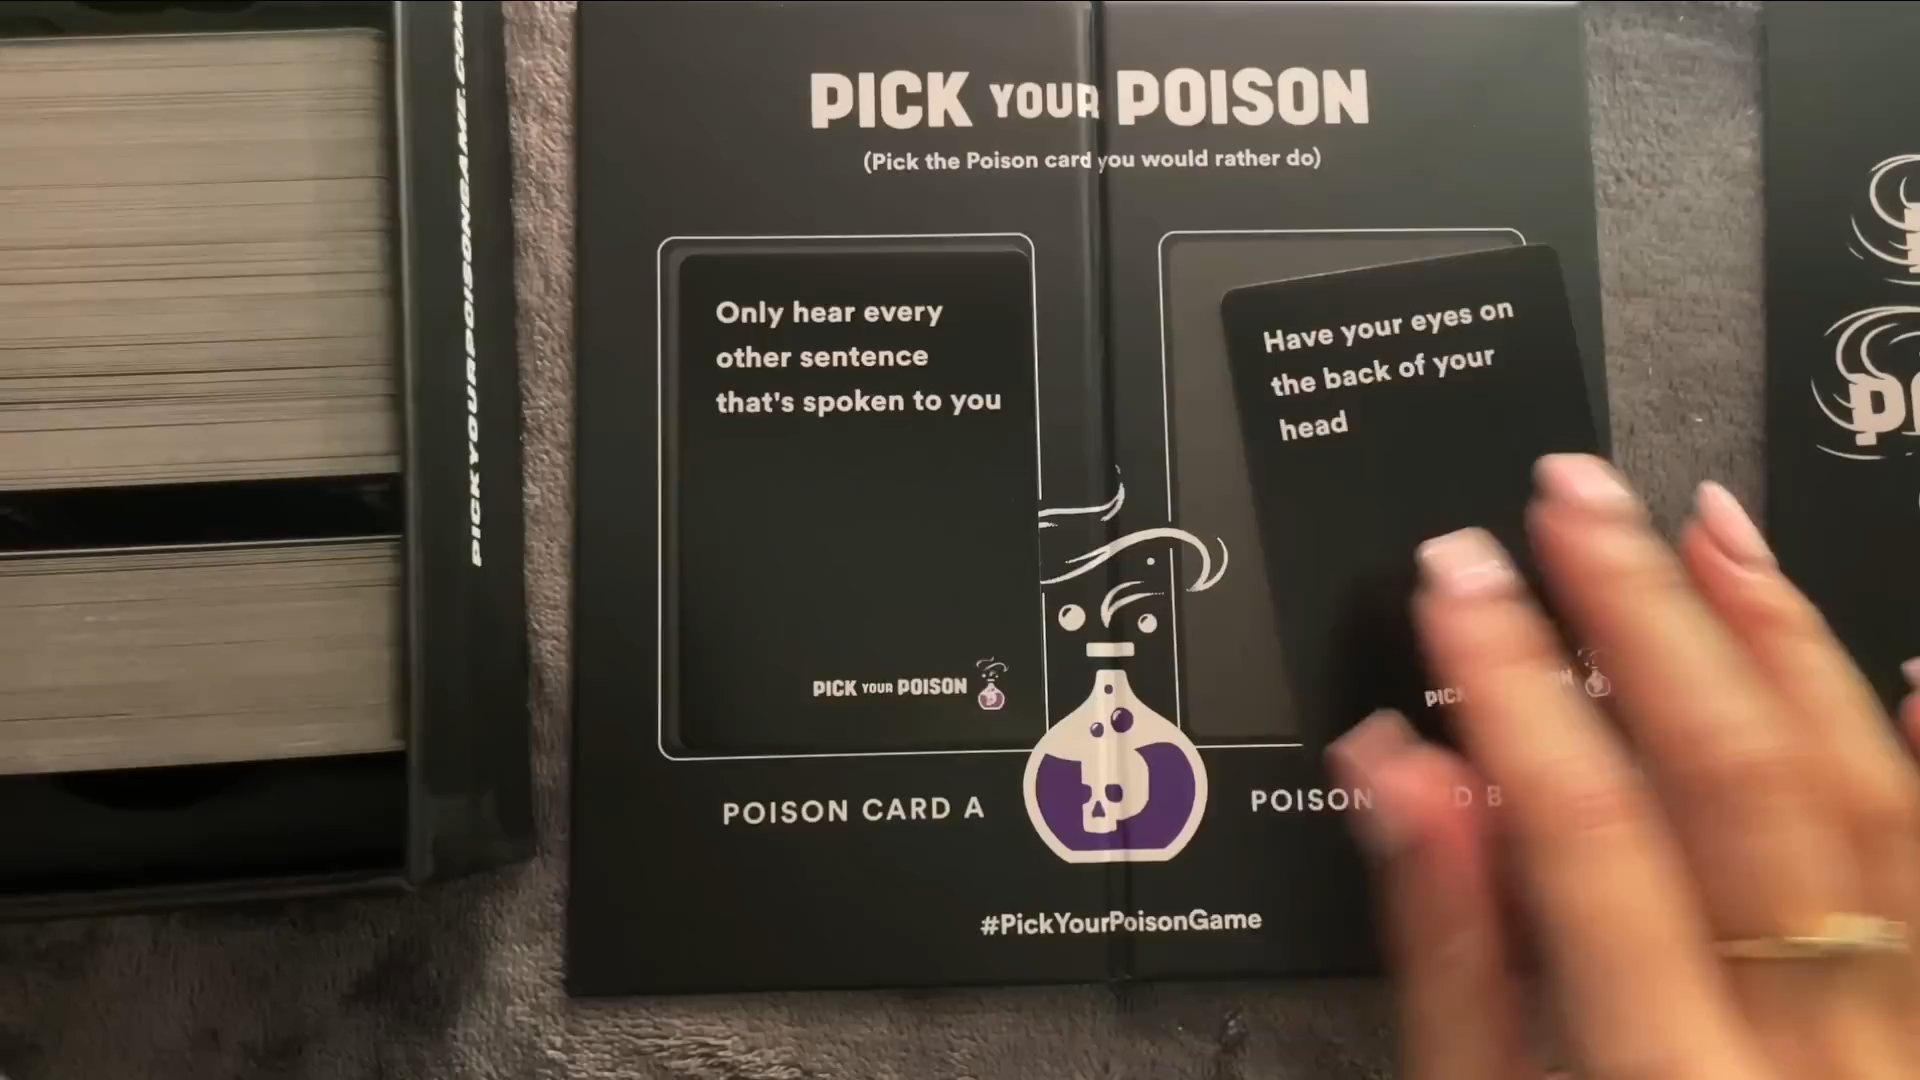 PICKYOURPOISONGAME.COM
PICK YOUR POISON
(Pick the Poison card you would rather do)
Only hear every
other sentence
that's spoken to you
PICK YOUR POISON
POISON CARD A
Have your eyes on
the back of your
head
POISON
B
#PickYourPoisonGame